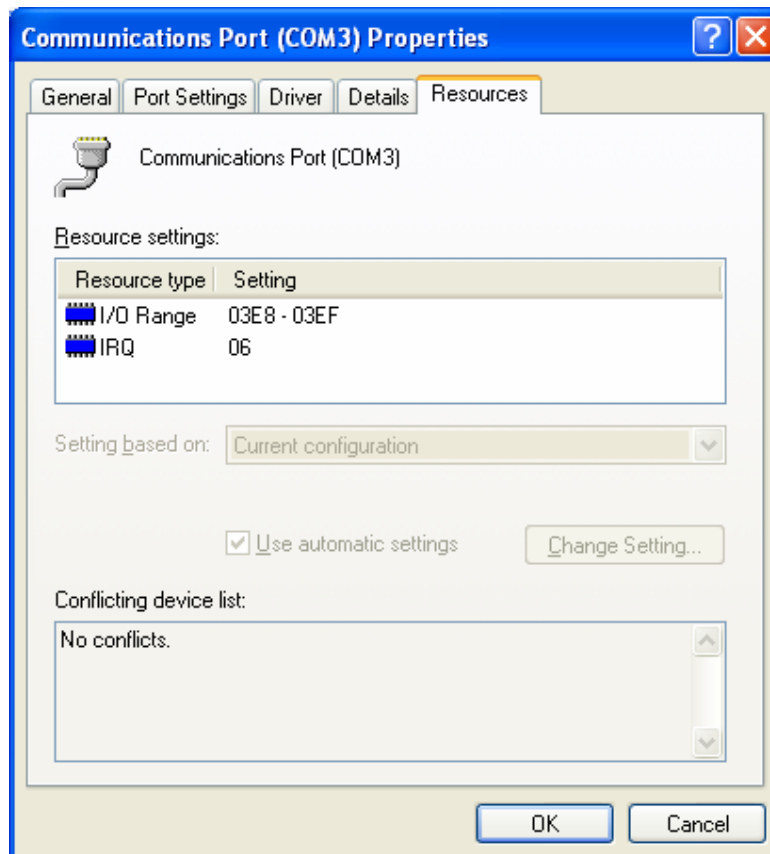 Communications Port (COM3) Properties
General Port Settings Driver Details Resources
Communications Port (COM3)
Resource settings:
Resource type Setting
I/O Range 03E8 - 03EF
IRQ 06
Setting based on: Current configuration
Use automatic settings Change Setting...
Conflicting device list:
No conflicts.
OK Cancel